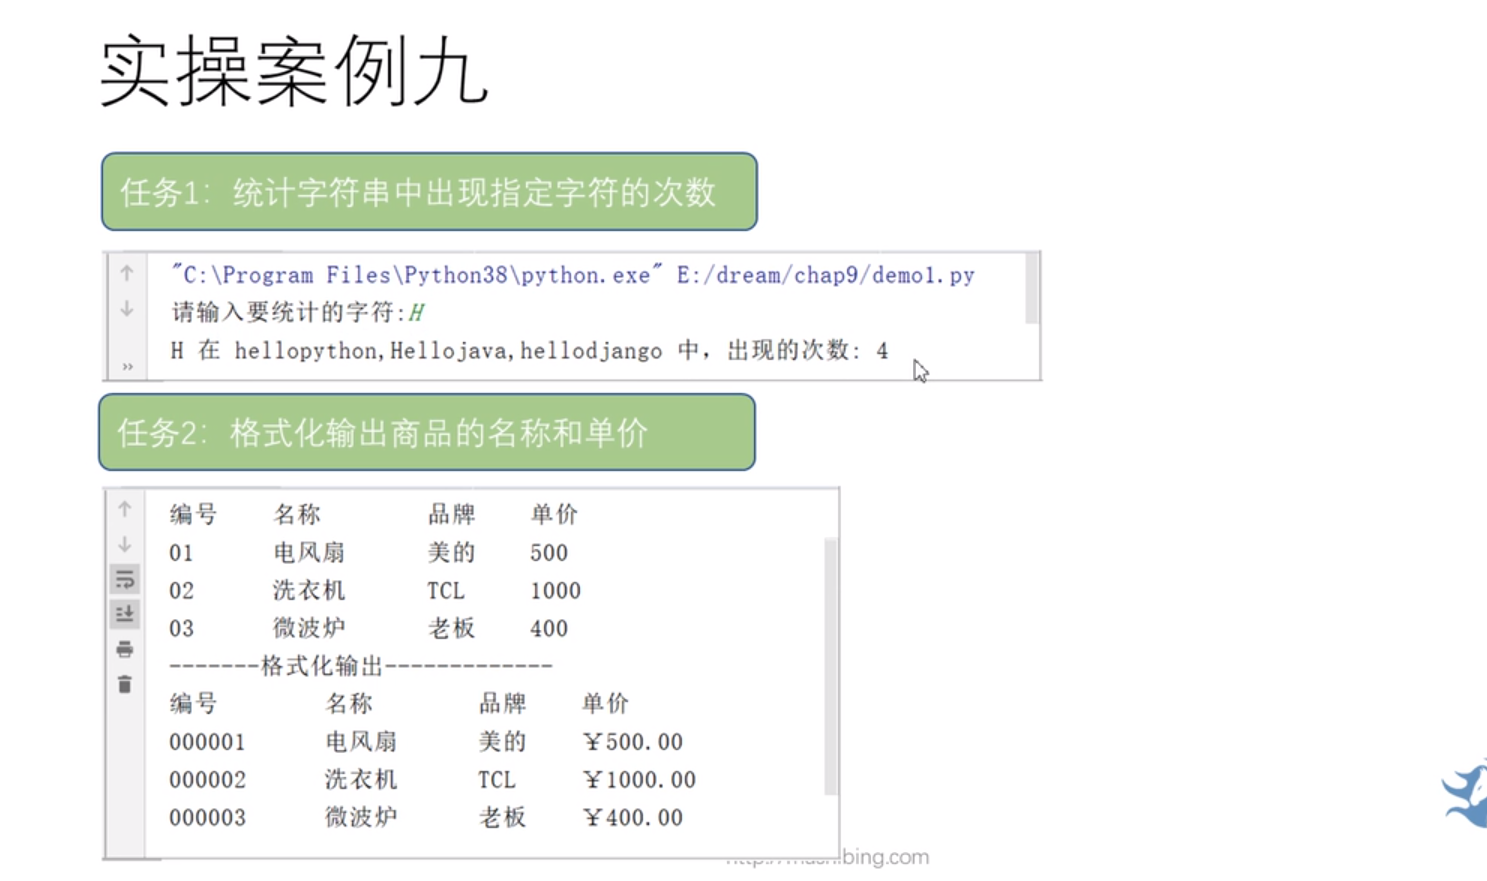 实操案例九
任务1：统计字符串中出现指定字符的次数
"C:\Program Files\Python38\python.exe" E:/dream/chap9/demo1.py
请输入要统计的字符:H
H 在 hellopython,Hellojava,hellodjango 中，出现的次数: 4
任务2：格式化输出商品的名称和单价
编号 名称 品牌 单价
01 电风扇 美的 500
02 洗衣机 TCL 1000
03 微波炉 老板 400
-------格式化输出-------------
编号 名称 品牌 单价
000001 电风扇 美的 ￥500.00
000002 洗衣机 TCL ￥1000.00
000003 微波炉 老板 ￥400.00
bing.com